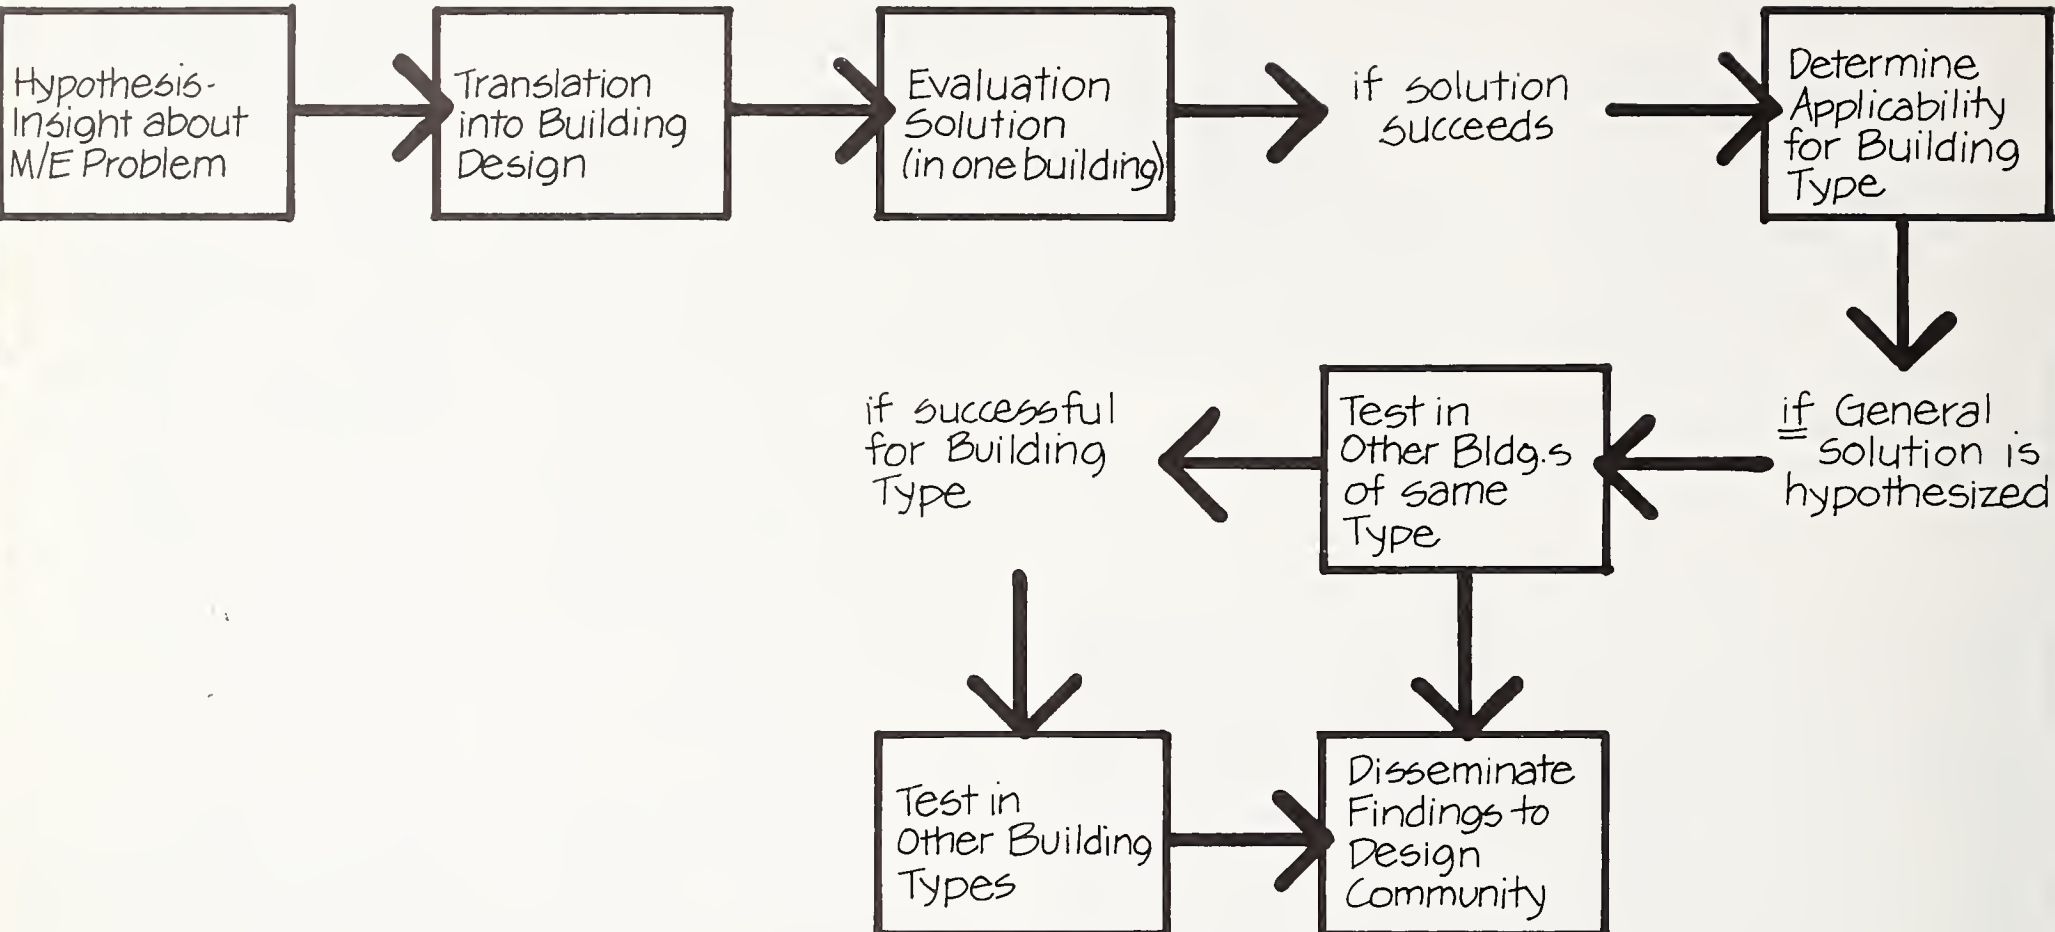 Hypothesis-
Insight about
M/E Problem
Translation
into Building
Design
Evaluation
Solution
(in one building)
if solution
succeeds
Determine
Applicability
for Building
Type
if General
solution is
hypothesized
Test in
Other Bldg.s
of same
Type
if successful
for Building
Type
Test in
Other Building
Types
Disseminate
Findings to
Design
Community